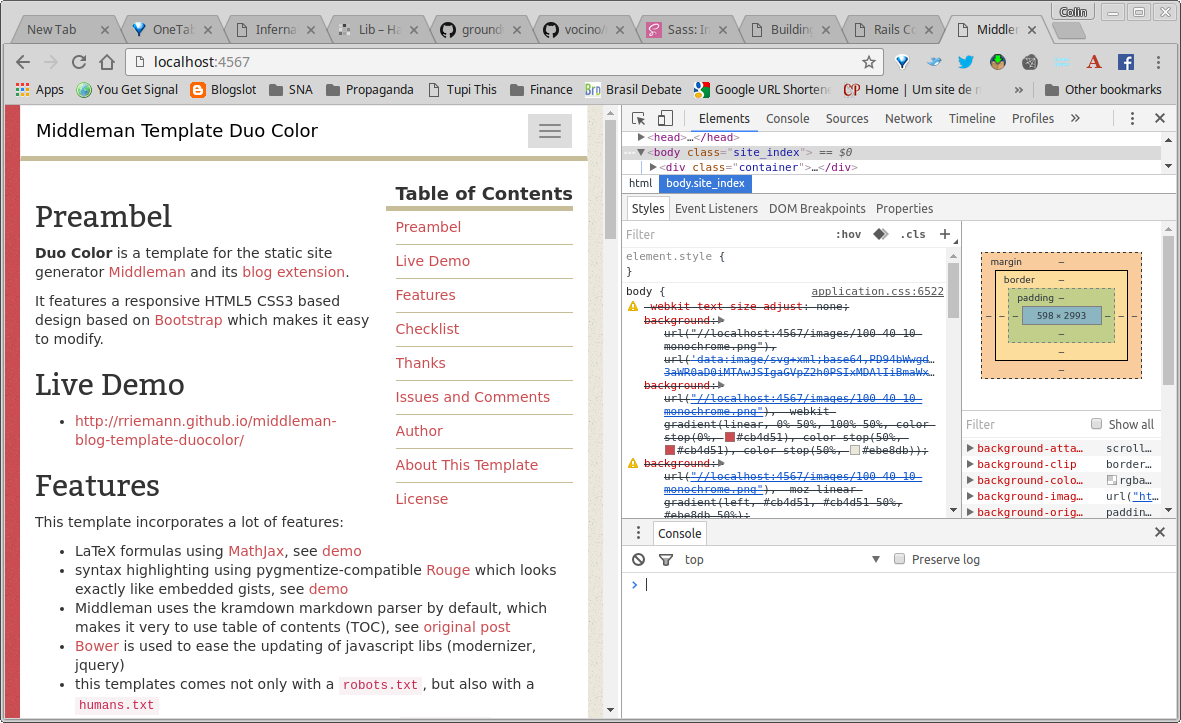 Colin
New Tab
OneTab
Inferna
Lib – Ha
ground
vocino/
Sass: In
Building
Rails Co
Middler
localhost:4567
Apps
You Get Signal
Blogslot
SNA
Propaganda
Tupi This
Finance
Brasil Debate
Google URL Shortene
Home | Um site de n
»
Other bookmarks
Middleman Template Duo Color
Table of Contents
Preambel
Live Demo
Features
Checklist
Thanks
Issues and Comments
Author
About This Template
License
Preambel
Duo Color is a template for the static site
generator Middleman and its blog extension.
It features a responsive HTML5 CSS3 based
design based on Bootstrap which makes it easy
to modify.
Live Demo
http://rriemann.github.io/middleman-
blog-template-duocolor/
Features
This template incorporates a lot of features:
• LaTeX formulas using MathJax, see demo
• syntax highlighting using pygmentize-compatible Rouge which looks
exactly like embedded gists, see demo
• Middleman uses the kramdown markdown parser by default, which
makes it very to use table of contents (TOC), see original post
• Bower is used to ease the updating of javascript libs (modernizer,
jquery)
• this templates comes not only with a robots.txt, but also with a
humans.txt
Elements Console Sources Network Timeline Profiles »
<head>…</head>
<body class="site_index"> == $0
<div class="container">…</div>
html body.site_index
Styles Event Listeners DOM Breakpoints Properties
Filter :hov .cls +
element.style {
}
body { application.css:6522
-webkit-text-size-adjust: none;
background:
url("//localhost:4567/images/100-40-10-
monochrome.png"),
url('data:image/svg+xml;base64,PD94bWwgd…
3aWR0aD0iMTAwJSIgaGVpZ2h0PSIxMDAlIiBmaWx…
background:
url("//localhost:4567/images/100-40-10-
monochrome.png"), -webkit-
gradient(linear, 0% 50%, 100% 50%, color-
stop(0%, #cb4d51), color-stop(50%,
#cb4d51), color-stop(50%, #ebe8db));
background:
url("//localhost:4567/images/100-40-10-
monochrome.png"), -moz-linear-
gradient(left, #cb4d51, #cb4d51 50%,
#ebe8db 50%);
margin –
border –
padding –
– – – 598 × 2993 – – –
–
–
–
Filter Show all
background-atta… scroll…
background-clip border…
background-colo… rgba…
background-imag… url("ht…
background-orig… paddin…
Console
top Preserve log
>